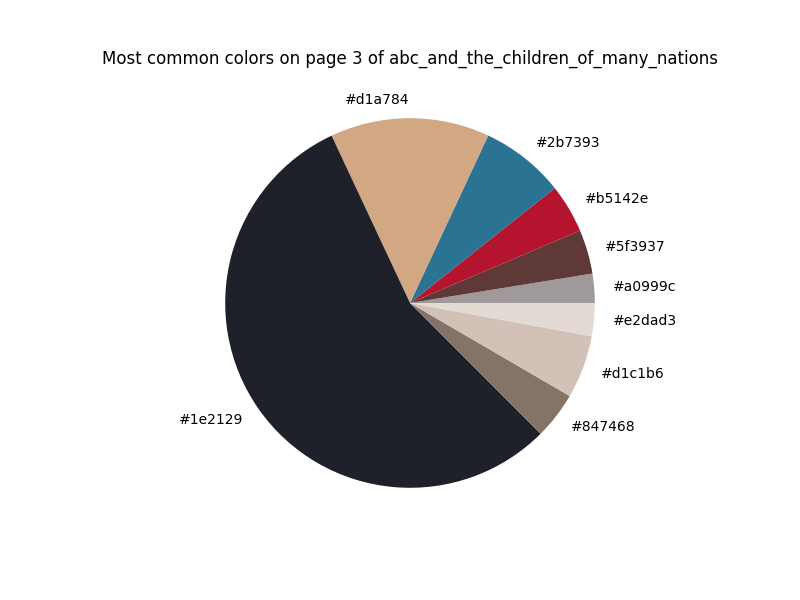 Most common colors on page 3 of abc_and_the_children_of_many_nations
#d1a784
#2b7393
#b5142e
#5f3937
#a0999c
#e2dad3
#d1c1b6
#847468
#1e2129